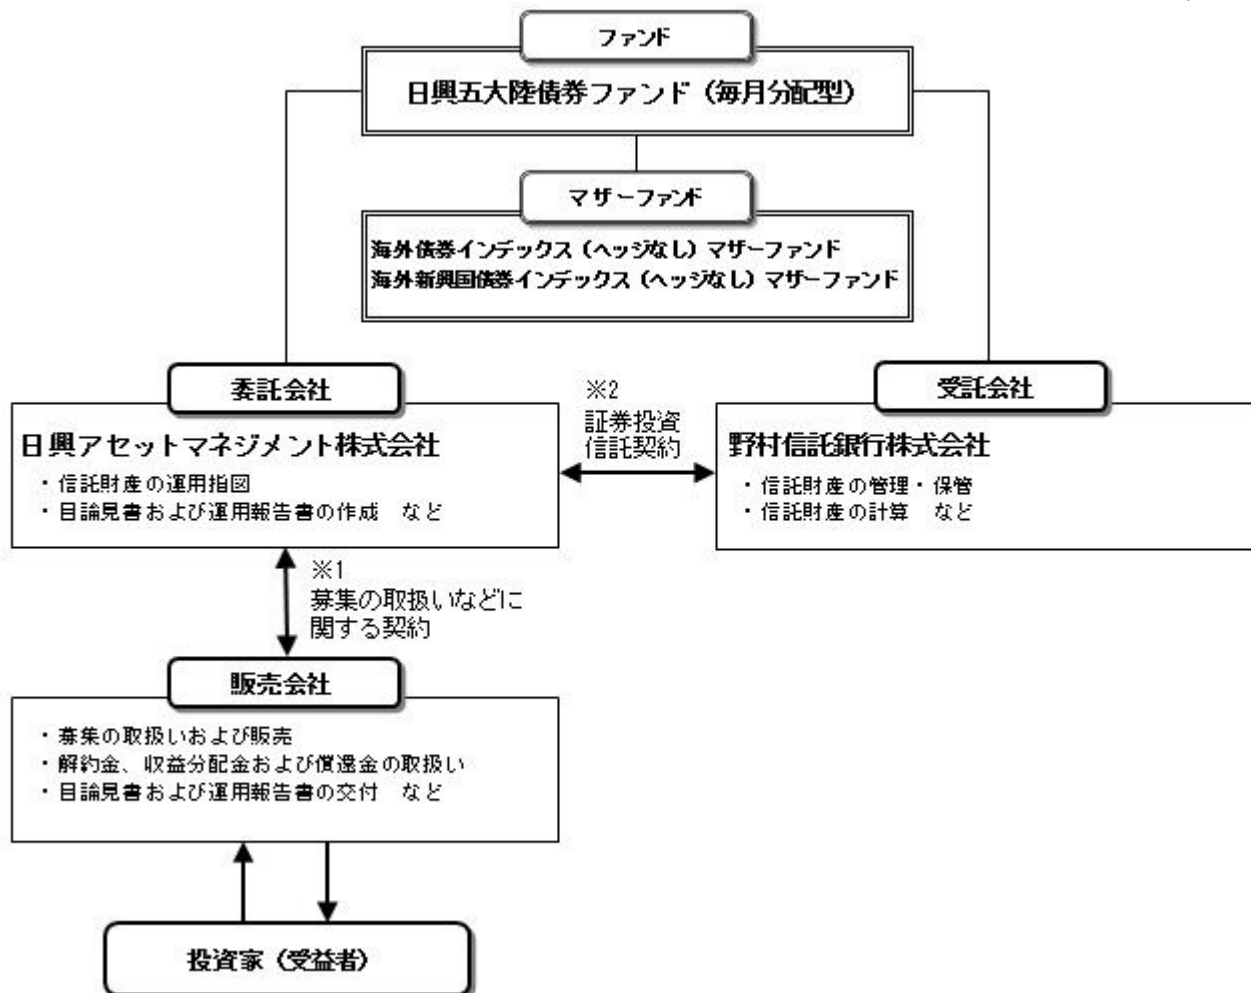 ファンド
日興五大陸債券ファンド（毎月分配型）
マザーファンド
海外債券インデックス（ヘッジなし）マザーファンド
海外新興国債券インデックス（ヘッジなし）マザーファンド
委託会社
日興アセットマネジメント株式会社
・信託財産の運用指図
・目論見書および運用報告書の作成　など
※2
証券投資
信託契約
受託会社
野村信託銀行株式会社
・信託財産の管理・保管
・信託財産の計算　など
※1
募集の取扱いなどに
関する契約
販売会社
・募集の取扱いおよび販売
・解約金、収益分配金および償還金の取扱い
・目論見書および運用報告書の交付　など
投資家（受益者）